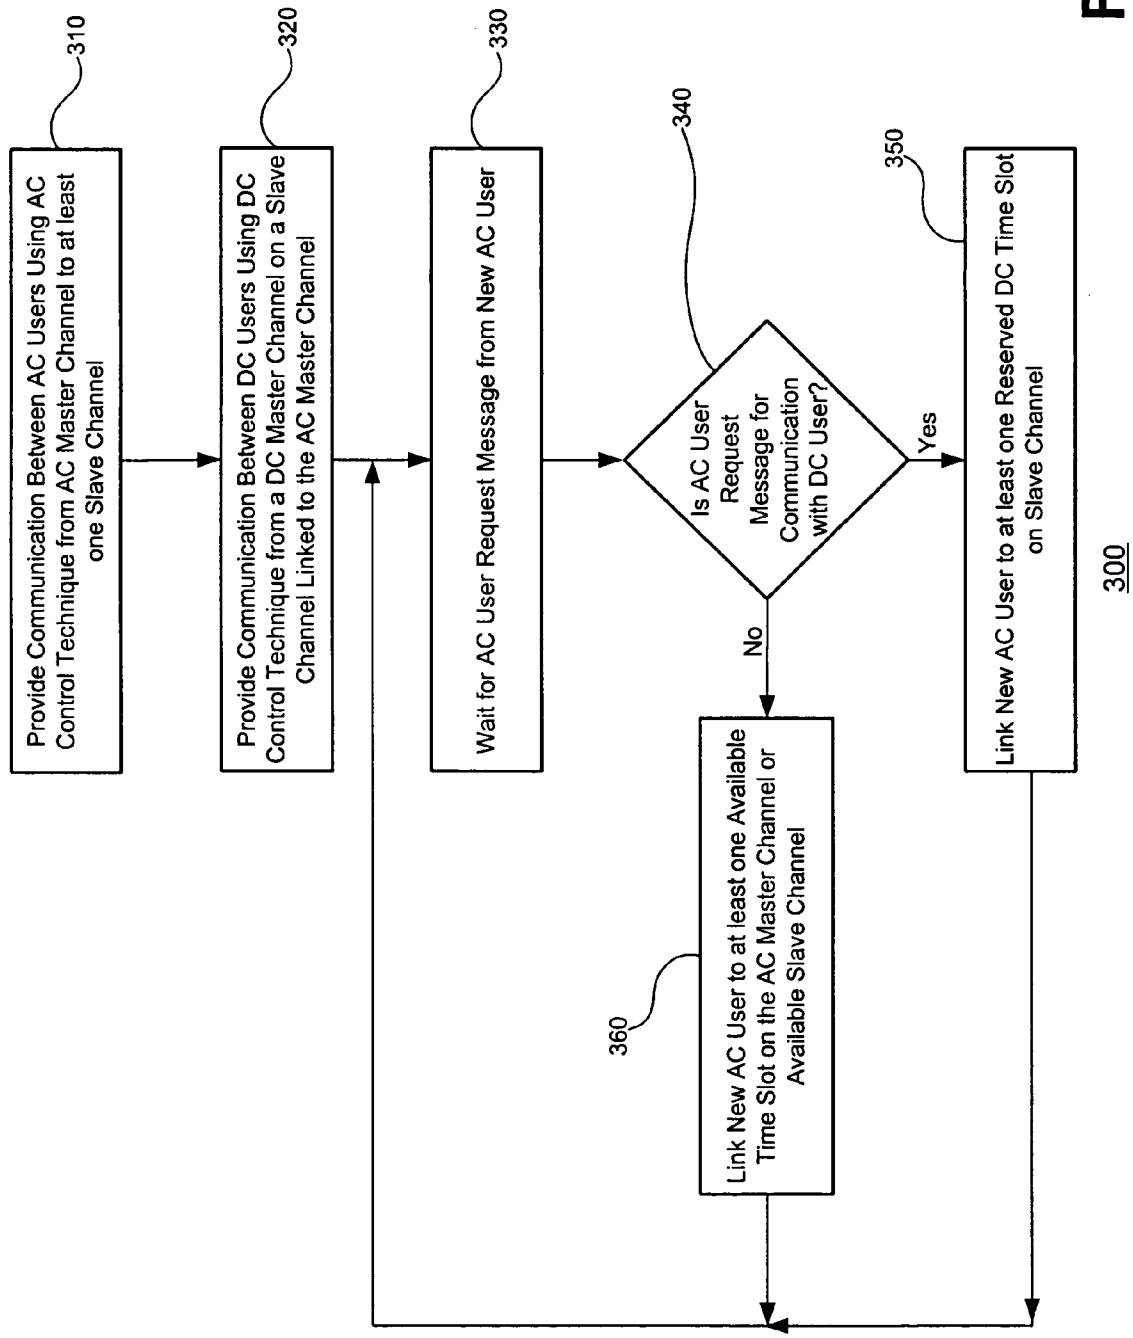 310
Provide Communication Between AC Users Using AC
Control Technique from AC Master Channel to at least
one Slave Channel
320
Provide Communication Between DC Users Using DC
Control Technique from a DC Master Channel on a Slave
Channel Linked to the AC Master Channel
330
Wait for AC User Request Message from New AC User
340
Is AC User
Request
Message for
Communication
with DC User?
No
Yes
350
Link New AC User to at least one Reserved DC Time Slot
on Slave Channel
360
Link New AC User to at least one Available
Time Slot on the AC Master Channel or
Available Slave Channel
300
F